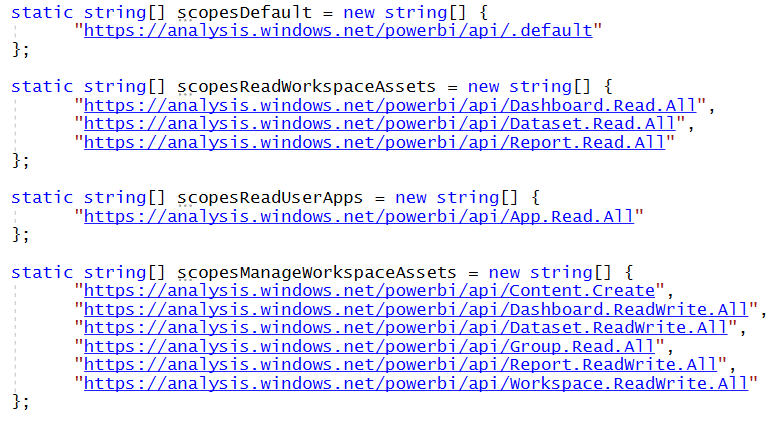 static string[] scopesDefault = new string[] {
"https://analysis.windows.net/powerbi/api/.default"
};
static string[] scopesReadWorkspaceAssets = new string[] {
"https://analysis.windows.net/powerbi/api/Dashboard.Read.All",
"https://analysis.windows.net/powerbi/api/Dataset.Read.All",
"https://analysis.windows.net/powerbi/api/Report.Read.All"
};
static string[] scopesReadUserApps = new string[] {
"https://analysis.windows.net/powerbi/api/App.Read.All"
};
static string[] scopesManageWorkspaceAssets = new string[] {
"https://analysis.windows.net/powerbi/api/Content.Create",
"https://analysis.windows.net/powerbi/api/Dashboard.ReadWrite.All",
"https://analysis.windows.net/powerbi/api/Dataset.ReadWrite.All",
"https://analysis.windows.net/powerbi/api/Group.Read.All",
"https://analysis.windows.net/powerbi/api/Report.ReadWrite.All",
"https://analysis.windows.net/powerbi/api/Workspace.ReadWrite.All"
};